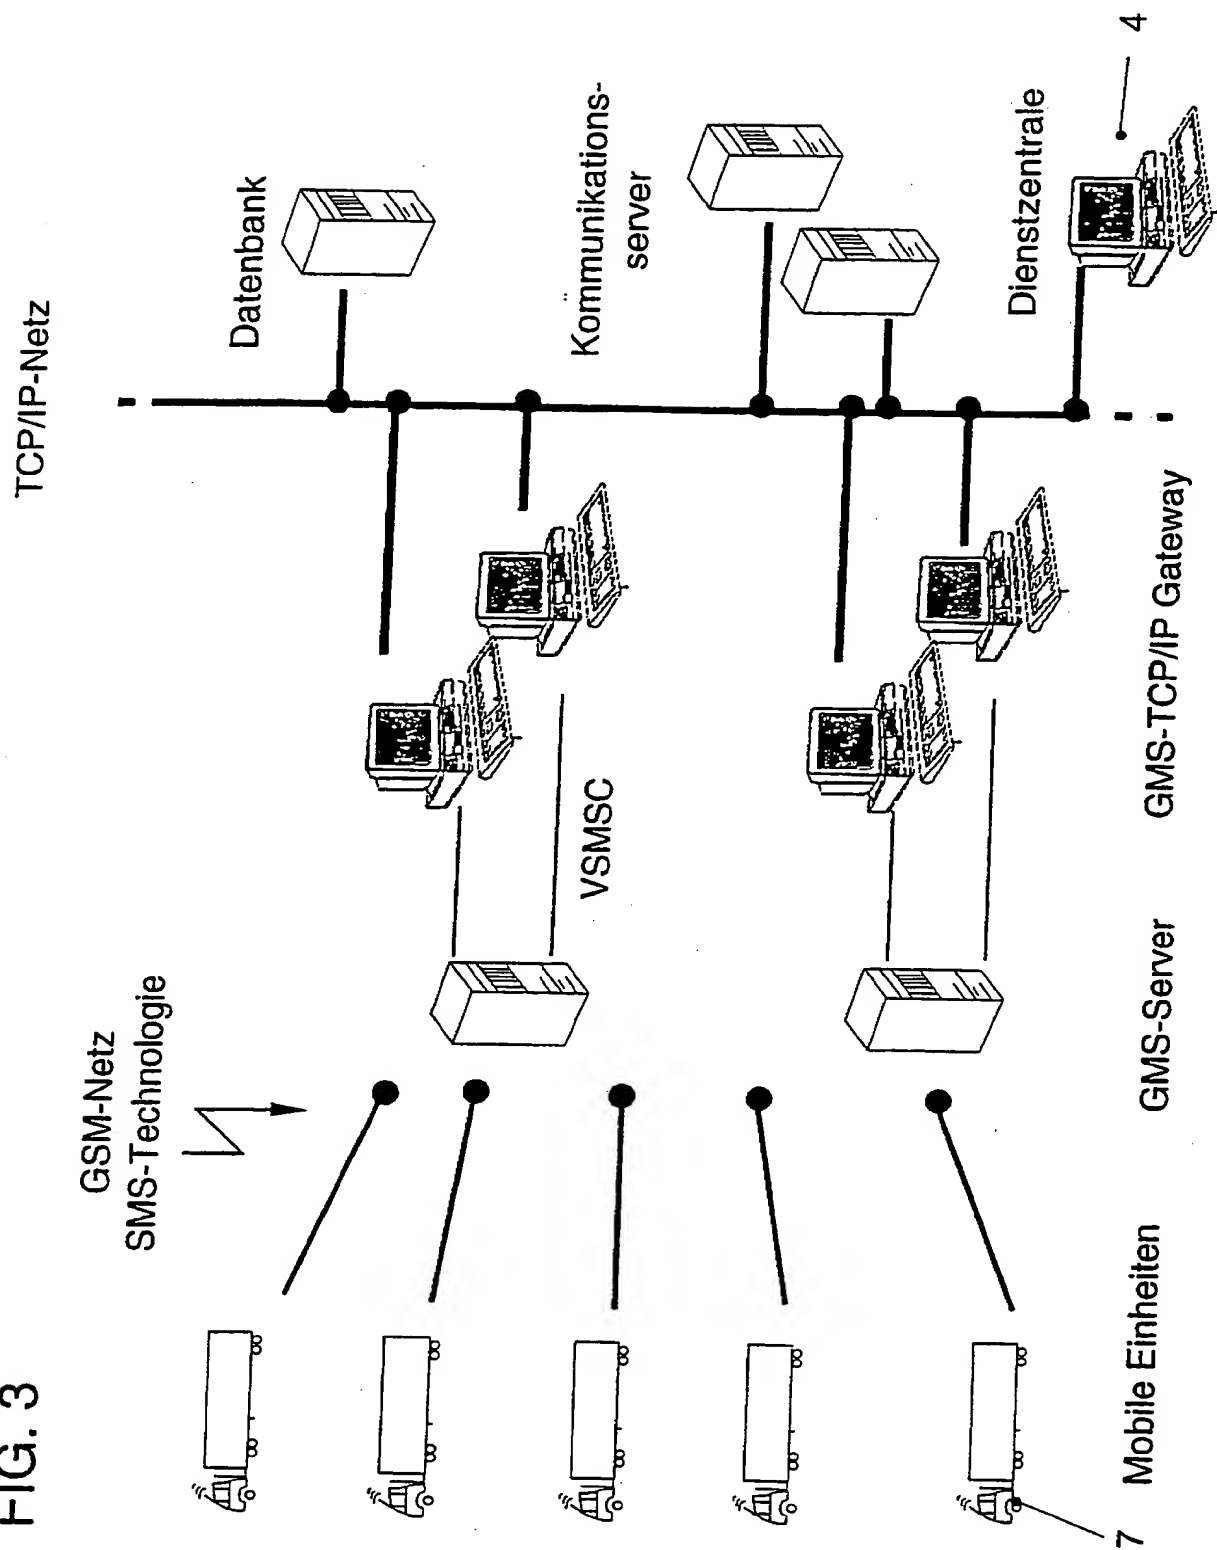 FIG. 3
GSM-Netz
SMS-Technologie
TCP/IP-Netz
Datenbank
VSMSC
Kommunikations-
server
Dienstzentrale
4
7
Mobile Einheiten
GMS-Server
GMS-TCP/IP Gateway